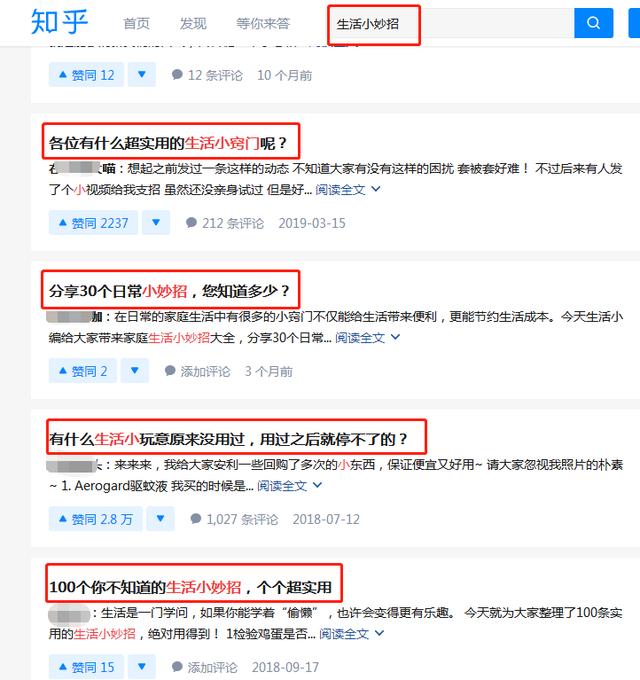 知乎 首页 发现 等你来答 生活小妙招
赞同 12 12 条评论 10 个月前
各位有什么超实用的生活小窍门呢？
喵：想起之前发过一条这样的动态 不知道大家有没有这样的困扰 套被套好难！ 不过后来有人发
了个小视频给我支招 虽然还没亲身试过 但是好... 阅读全文
赞同 2237 212 条评论 2019-03-15
分享30个日常小妙招，您知道多少？
：在日常的家庭生活中有很多的小窍门不仅能给生活带来便利，更能节约生活成本。今天生活小
编给大家带来家庭生活小妙招大全，分享30个日常... 阅读全文
赞同 2 添加评论 3 个月前
有什么生活小玩意原来没用过，用过之后就停不了的？
头：来来来，我给大家安利一些回购了多次的小东西，保证便宜又好用~ 请大家忽视我照片的朴素
~ 1. Aerogard驱蚊液 我买的时候是... 阅读全文
赞同 2.8 万 1,027 条评论 2018-07-12
100个你不知道的生活小妙招，个个超实用
：生活是一门学问，如果你能学着“偷懒”，也许会变得更有乐趣。 今天就为大家整理了100条实
用的生活小妙招，绝对用得到！ 1检验鸡蛋是否... 阅读全文
赞同 15 添加评论 2018-09-17